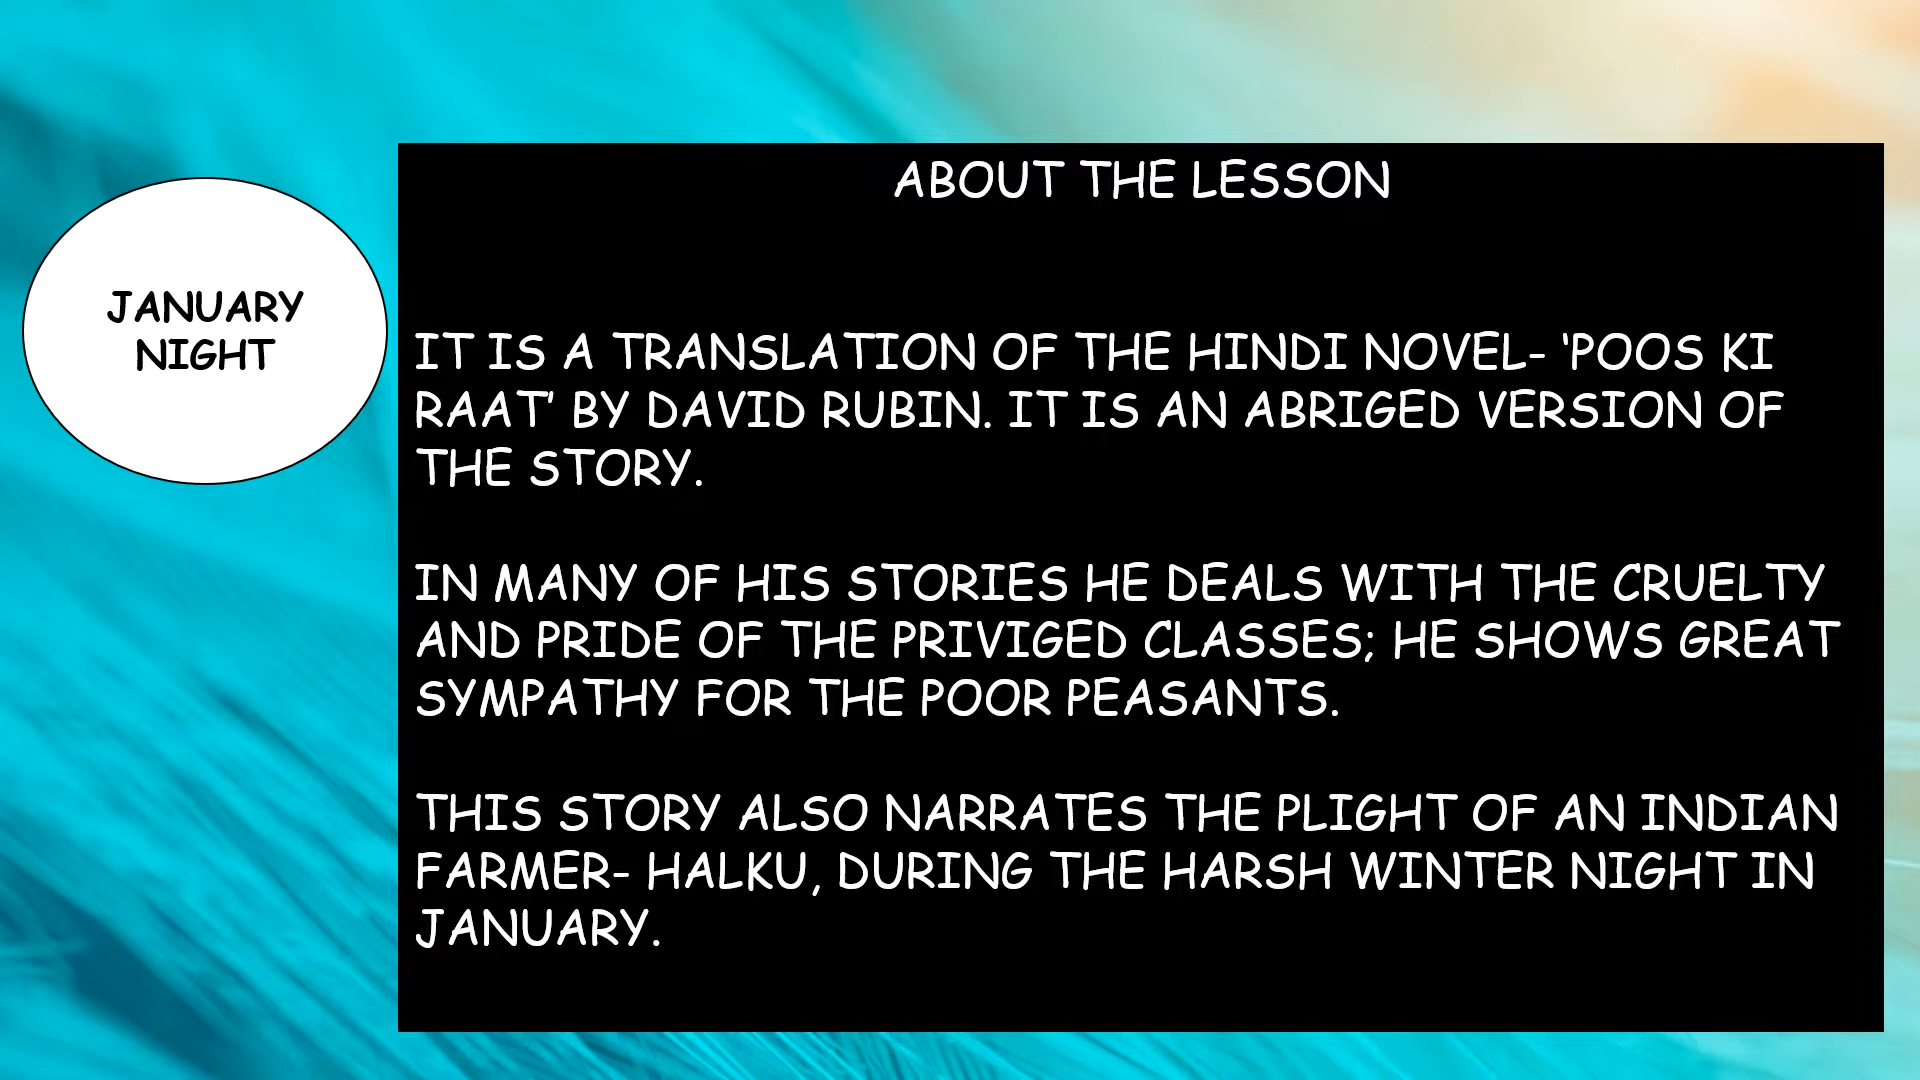 ABOUT THE LESSON
JANUARY
NIGHT
IT IS A TRANSLATION OF THE HINDI NOVEL- ‘POOS KI
RAAT’ BY DAVID RUBIN. IT IS AN ABRIGED VERSION OF
THE STORY.
IN MANY OF HIS STORIES HE DEALS WITH THE CRUELTY
AND PRIDE OF THE PRIVIGED CLASSES; HE SHOWS GREAT
SYMPATHY FOR THE POOR PEASANTS.
THIS STORY ALSO NARRATES THE PLIGHT OF AN INDIAN
FARMER- HALKU, DURING THE HARSH WINTER NIGHT IN
JANUARY.